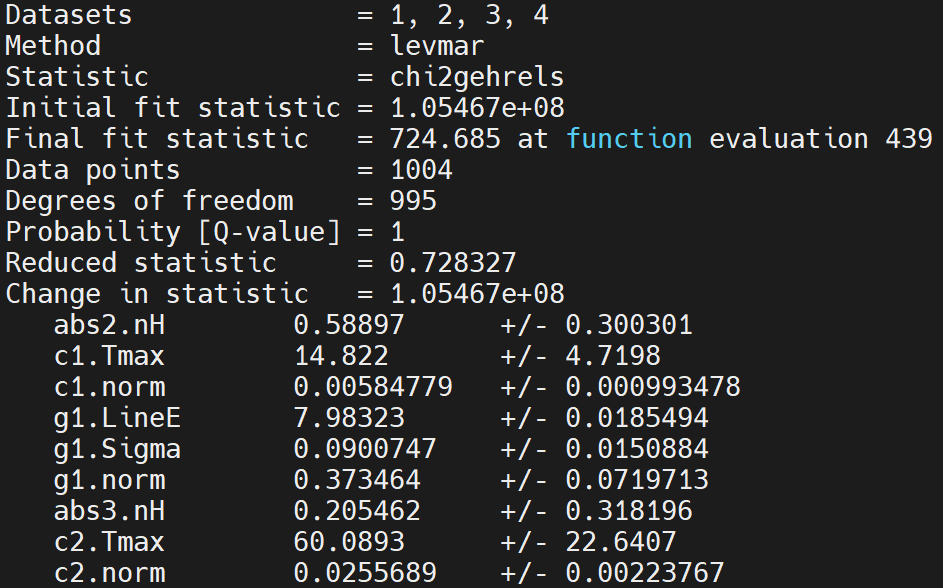 Datasets = 1, 2, 3, 4
Method = levmar
Statistic = chi2gehrels
Initial fit statistic = 1.05467e+08
Final fit statistic = 724.685 at function evaluation 439
Data points = 1004
Degrees of freedom = 995
Probability [Q-value] = 1
Reduced statistic = 0.728327
Change in statistic = 1.05467e+08
abs2.nH 0.58897 +/- 0.300301
c1.Tmax 14.822 +/- 4.7198
c1.norm 0.00584779 +/- 0.000993478
g1.LineE 7.98323 +/- 0.0185494
g1.Sigma 0.0900747 +/- 0.0150884
g1.norm 0.373464 +/- 0.0719713
abs3.nH 0.205462 +/- 0.318196
c2.Tmax 60.0893 +/- 22.6407
c2.norm 0.0255689 +/- 0.00223767